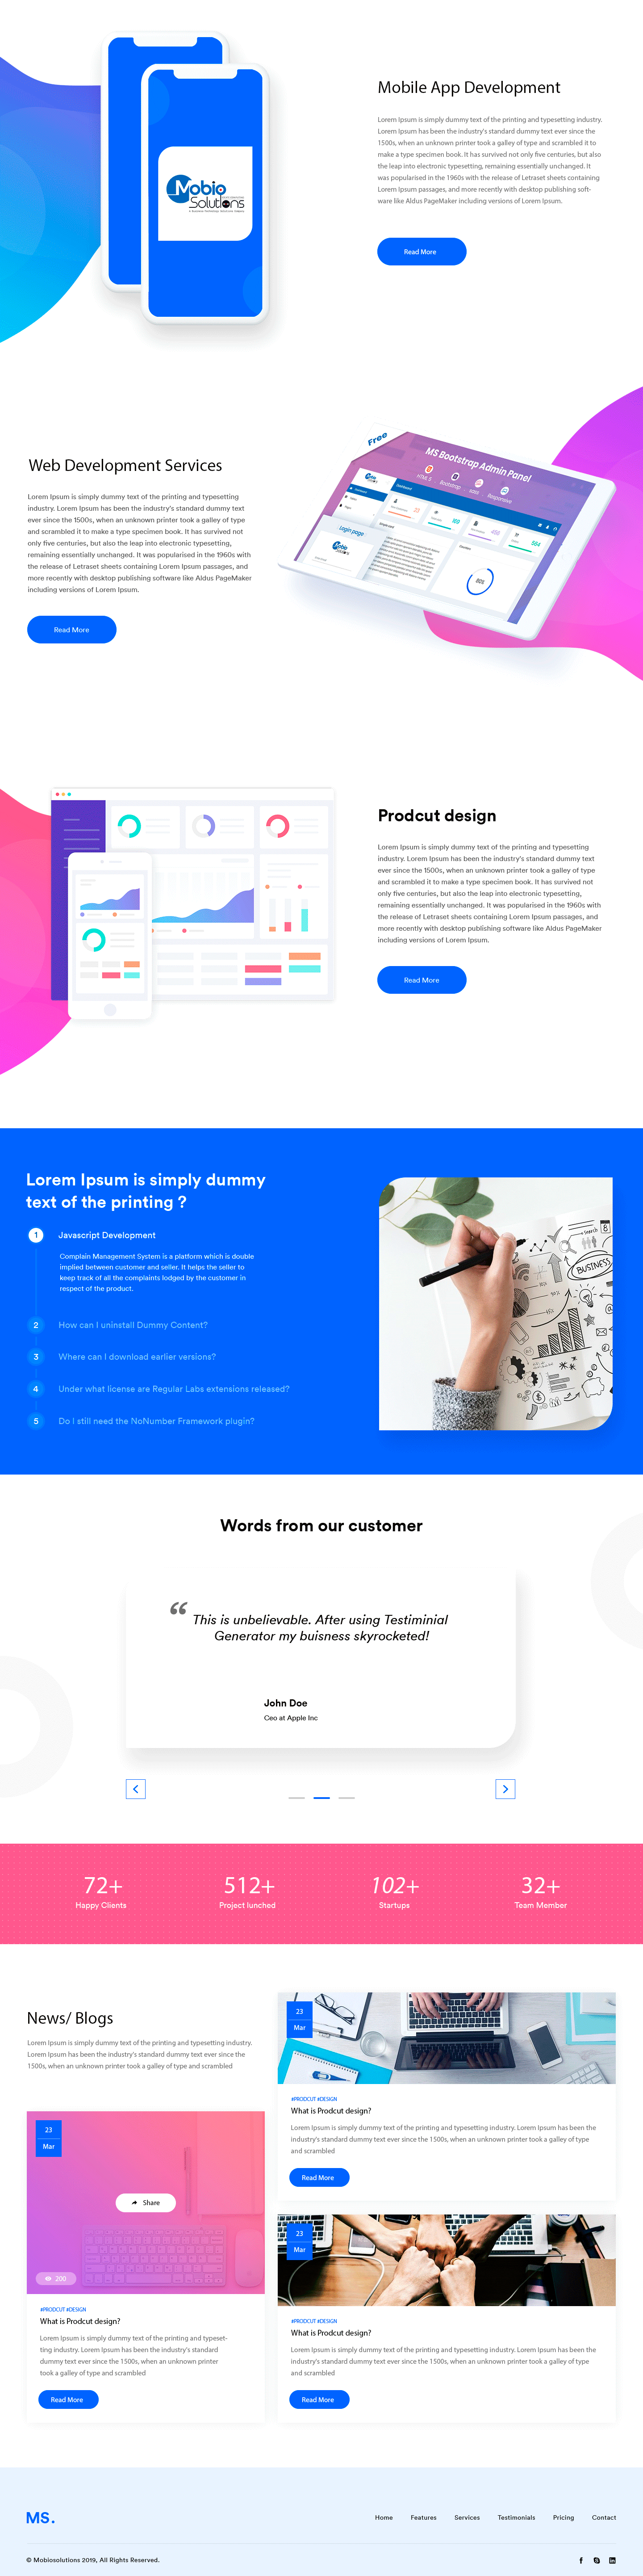 Mobile App Development
Lorem Ipsum is simply dummy text of the printing and typesetting industry.
Lorem Ipsum has been the industry's standard dummy text ever since the
1500s, when an unknown printer took a galley of type and scrambled it to
make a type specimen book. It has survived not only five centuries, but also
the leap into electronic typesetting, remaining essentially unchanged. It
was popularised in the 1960s with the release of Letraset sheets containing
Lorem Ipsum passages, and more recently with desktop publishing soft-
ware like Aldus PageMaker including versions of Lorem Ipsum.
Mobio
Solutions
Read More
Web Development Services
Lorem Ipsum is simply dummy text of the printing and typesetting
industry. Lorem Ipsum has been the industry's standard dummy text
ever since the 1500s, when an unknown printer took a galley of type
and scrambled it to make a type specimen book. It has survived not
only five centuries, but also the leap into electronic typesetting,
remaining essentially unchanged. It was popularised in the 1960s with
the release of Letraset sheets containing Lorem Ipsum passages, and
more recently with desktop publishing software like Aldus PageMaker
including versions of Lorem Ipsum.
Read More
Free
MS Bootstrap Admin Panel
HTML 5
Bootstrap
sass
Responsive
Login page
80%
Prodcut design
Lorem Ipsum is simply dummy text of the printing and typesetting
industry. Lorem Ipsum has been the industry's standard dummy text
ever since the 1500s, when an unknown printer took a galley of type
and scrambled it to make a type specimen book. It has survived not
only five centuries, but also the leap into electronic typesetting,
remaining essentially unchanged. It was popularised in the 1960s with
the release of Letraset sheets containing Lorem Ipsum passages, and
more recently with desktop publishing software like Aldus PageMaker
including versions of Lorem Ipsum.
Read More
Lorem Ipsum is simply dummy
text of the printing ?
1 Javascript Development
Complain Management System is a platform which is double
implied between customer and seller. It helps the seller to
keep track of all the complaints lodged by the customer in
respect of the product.
2 How can I uninstall Dummy Content?
3 Where can I download earlier versions?
4 Under what license are Regular Labs extensions released?
5 Do I still need the NoNumber Framework plugin?
SEARCH
BUSINESS
Words from our customer
“ This is unbelievable. After using Testiminial
Generator my buisness skyrocketed!
John Doe
Ceo at Apple Inc
72+ 512+ 102+ 32+
Happy Clients Project lunched Startups Team Member
News/ Blogs
Lorem Ipsum is simply dummy text of the printing and typesetting industry.
Lorem Ipsum has been the industry's standard dummy text ever since the
1500s, when an unknown printer took a galley of type and scrambled
23
Mar
Share
200
#PRODCUT #DESIGN
What is Prodcut design?
Lorem Ipsum is simply dummy text of the printing and typeset-
ting industry. Lorem Ipsum has been the industry's standard
dummy text ever since the 1500s, when an unknown printer
took a galley of type and scrambled
Read More
23
Mar
#PRODCUT #DESIGN
What is Prodcut design?
Lorem Ipsum is simply dummy text of the printing and typesetting industry. Lorem Ipsum has been the
industry's standard dummy text ever since the 1500s, when an unknown printer took a galley of type
and scrambled
Read More
23
Mar
#PRODCUT #DESIGN
What is Prodcut design?
Lorem Ipsum is simply dummy text of the printing and typesetting industry. Lorem Ipsum has been the
industry's standard dummy text ever since the 1500s, when an unknown printer took a galley of type
and scrambled
Read More
MS.
Home Features Services Testimonials Pricing Contact
© Mobiosolutions 2019, All Rights Reserved.